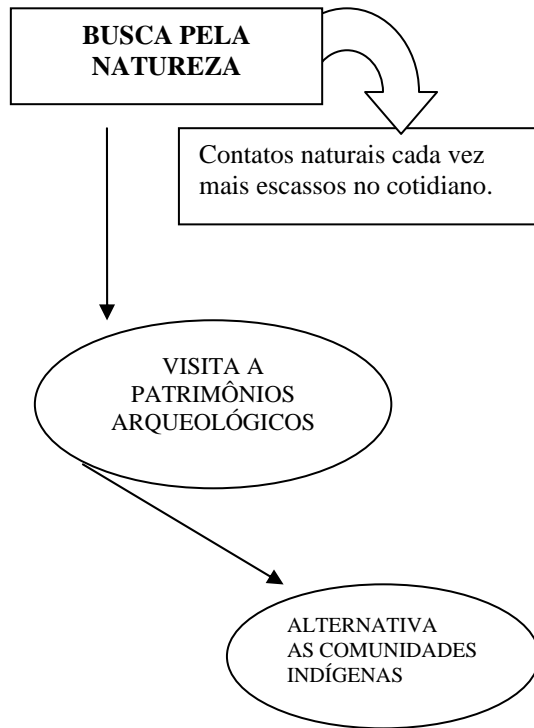 BUSCA PELA
NATUREZA
Contatos naturais cada vez
mais escassos no cotidiano.
VISITA A
PATRIMÔNIOS
ARQUEOLÓGICOS
ALTERNATIVA
AS COMUNIDADES
INDÍGENAS